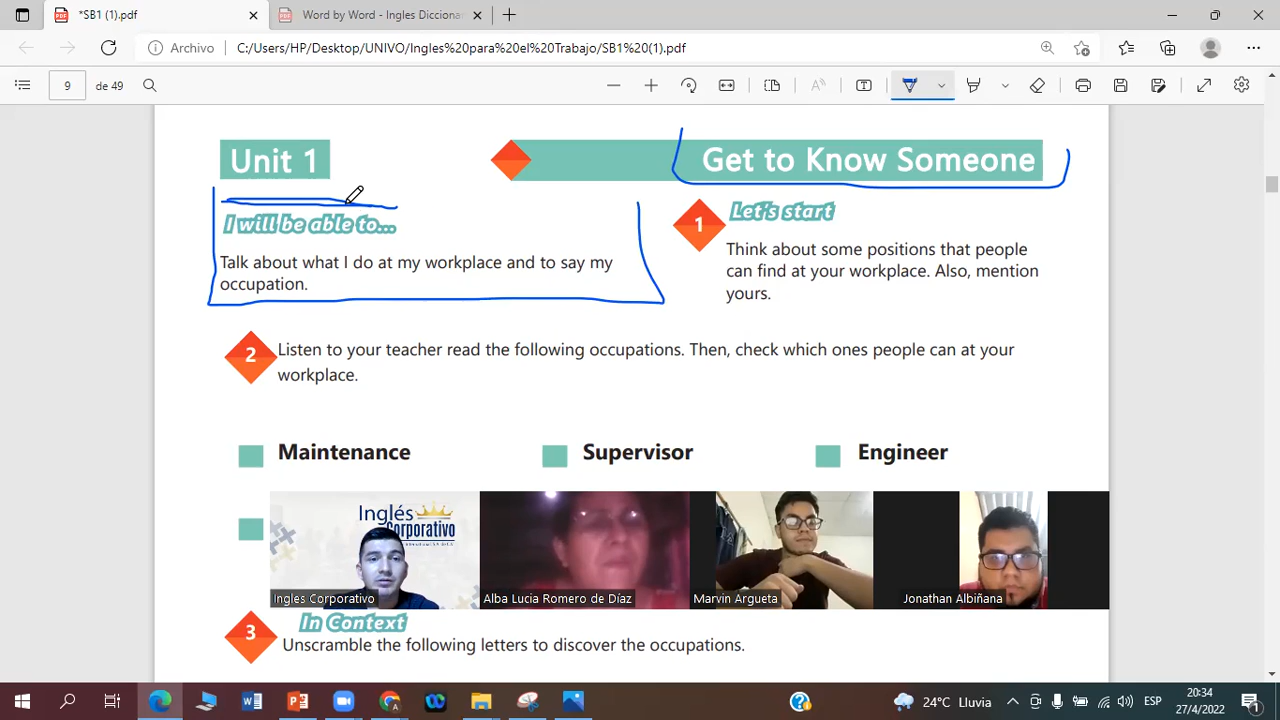 *SB1 (1).pdf
Word by Word - Ingles Diccionar
Archivo
C:/Users/HP/Desktop/UNIVO/Ingles%20para%20el%20Trabajo/SB1%20(1).pdf
9
de 49
Unit 1
Get to Know Someone
I will be able to...
Talk about what I do at my workplace and to say my
occupation.
1
Let's start
Think about some positions that people
can find at your workplace. Also, mention
yours.
2
Listen to your teacher read the following occupations. Then, check which ones people can at your
workplace.
Maintenance
Supervisor
Engineer
Inglés
Corporativo
Ingles Corporativo
Alba Lucia Romero de Díaz
Marvin Argueta
Jonathan Albiñana
3
In Context
Unscramble the following letters to discover the occupations.
24°C Lluvia
ESP
20:34
27/4/2022
1